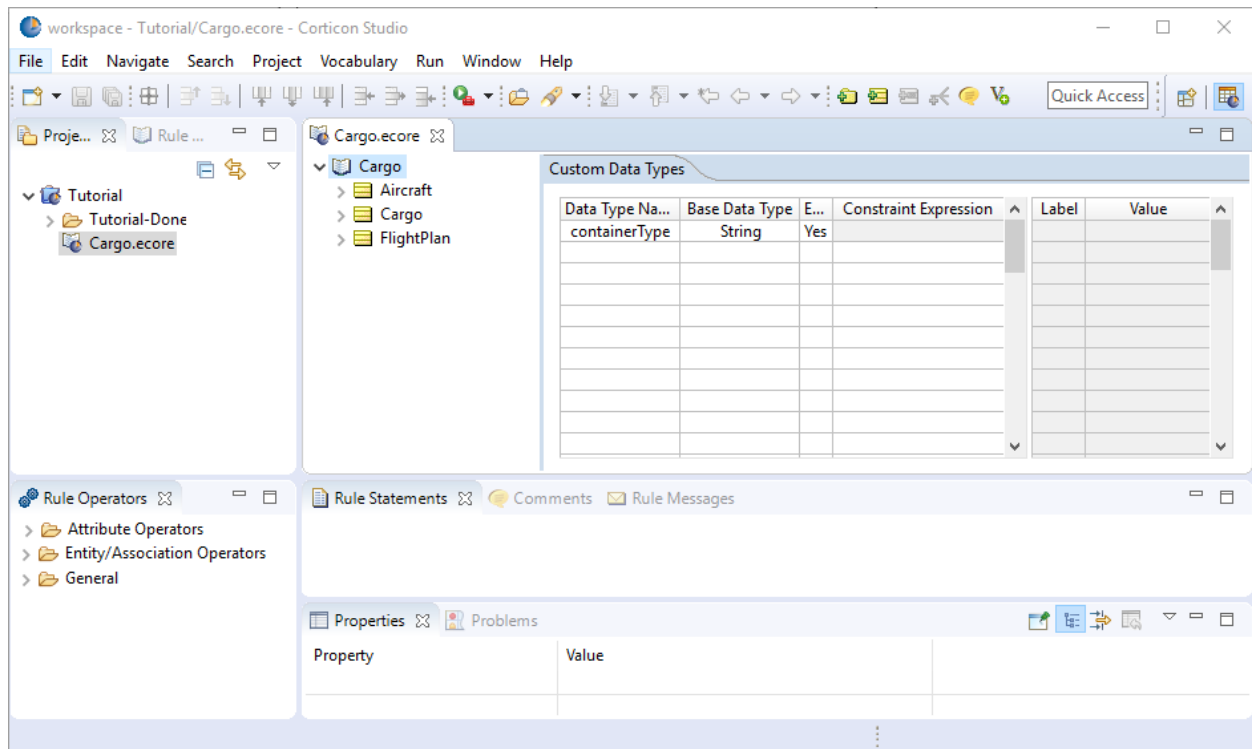 workspace - Tutorial/Cargo.ecore - Corticon Studio
File Edit Navigate Search Project Vocabulary Run Window Help
Quick Access
Proje... Rule ...
Tutorial
Tutorial-Done
Cargo.ecore
Cargo.ecore
Cargo
Aircraft
Cargo
FlightPlan
Custom Data Types
Data Type Na... Base Data Type E... Constraint Expression Label Value
containerType String Yes
Rule Operators
Attribute Operators
Entity/Association Operators
General
Rule Statements Comments Rule Messages
Properties Problems
Property Value